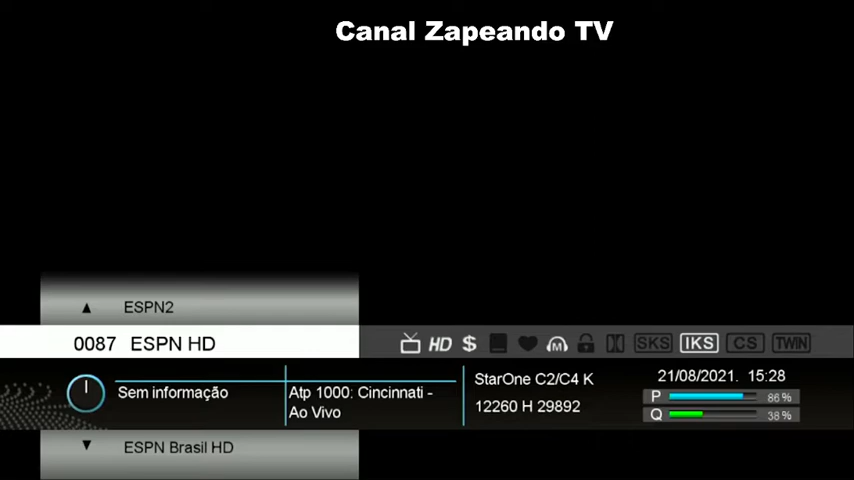 Canal Zapeando TV
▲ ESPN2
0087 ESPN HD
HD $ M SKS IKS CS TWIN
Sem informação
Atp 1000: Cincinnati -
Ao Vivo
StarOne C2/C4 K
12260 H 29892
21/08/2021. 15:28
P 86 %
Q 38 %
▼ ESPN Brasil HD